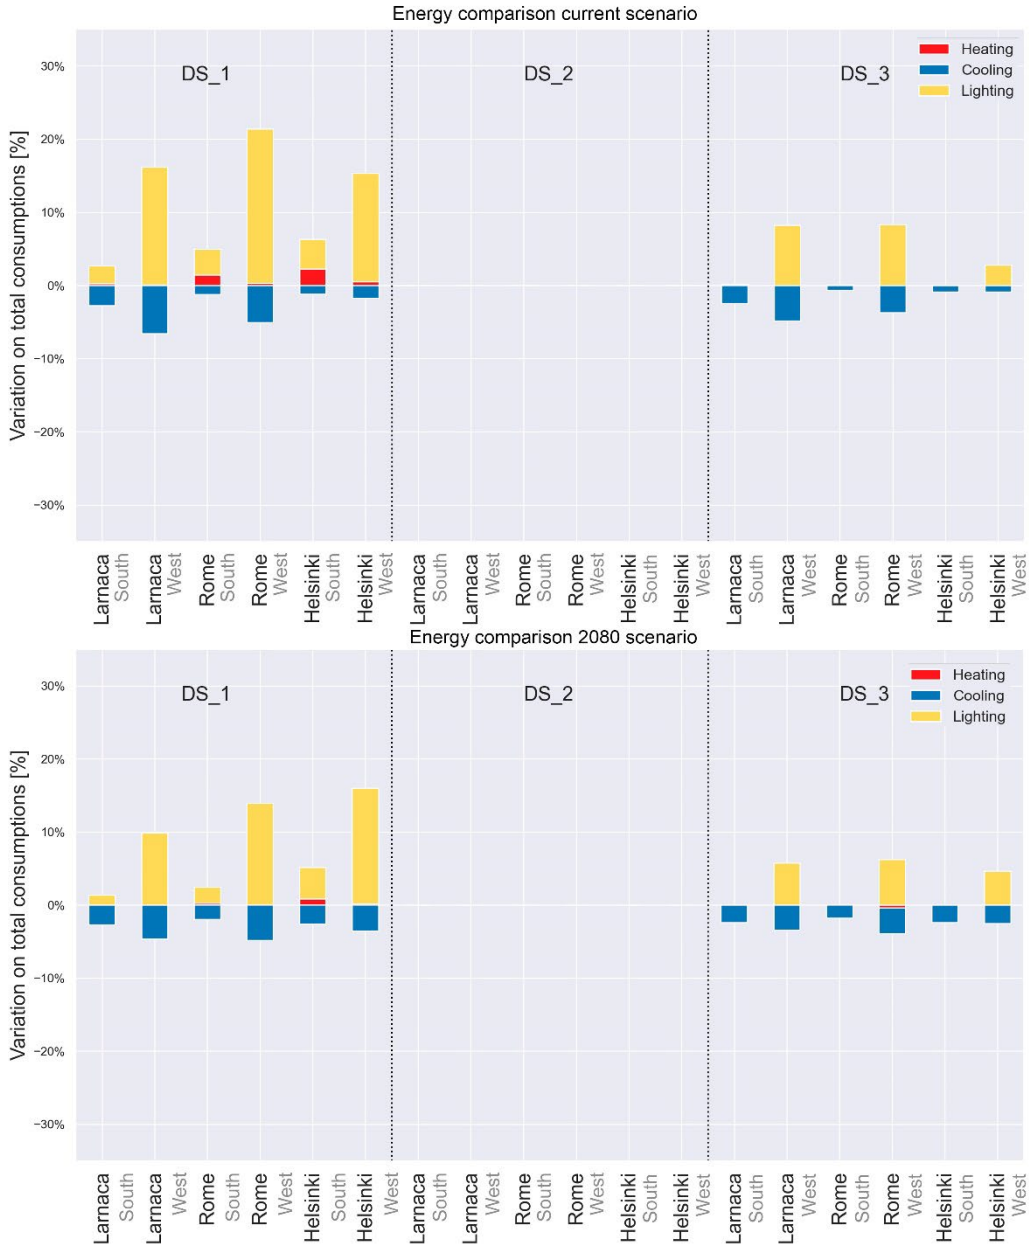 Energy comparison current scenario
Variation on total consumptions [%]
30%
20%
10%
0%
−10%
−20%
−30%
DS_1
DS_2
DS_3
Heating
Cooling
Lighting
Larnaca
South
Larnaca
West
Rome
South
Rome
West
Helsinki
South
Helsinki
West
Larnaca
South
Larnaca
West
Rome
South
Rome
West
Helsinki
South
Helsinki
West
Larnaca
South
Larnaca
West
Rome
South
Rome
West
Helsinki
South
Helsinki
West
Energy comparison 2080 scenario
Variation on total consumptions [%]
30%
20%
10%
0%
−10%
−20%
−30%
DS_1
DS_2
DS_3
Heating
Cooling
Lighting
Larnaca
South
Larnaca
West
Rome
South
Rome
West
Helsinki
South
Helsinki
West
Larnaca
South
Larnaca
West
Rome
South
Rome
West
Helsinki
South
Helsinki
West
Larnaca
South
Larnaca
West
Rome
South
Rome
West
Helsinki
South
Helsinki
West